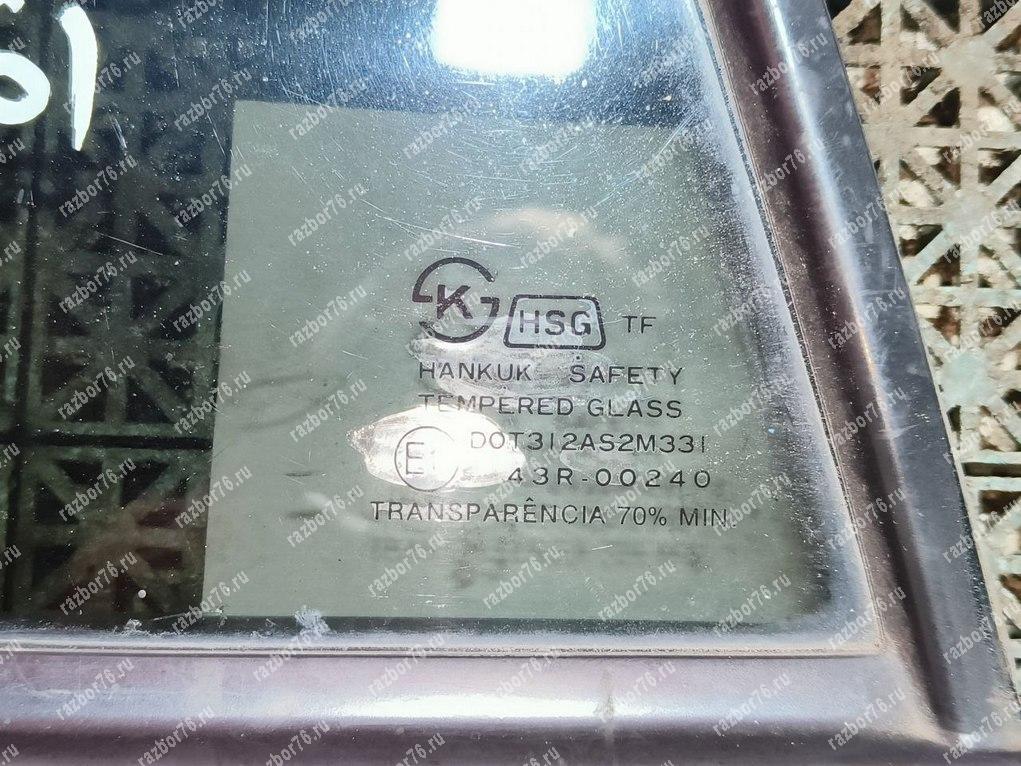 K HSG TF
HANKUK SAFETY
TEMPERED GLASS
DOT312AS2M331
43R-00240
TRANSPARÊNCIA 70% MIN.
razbor76.ru